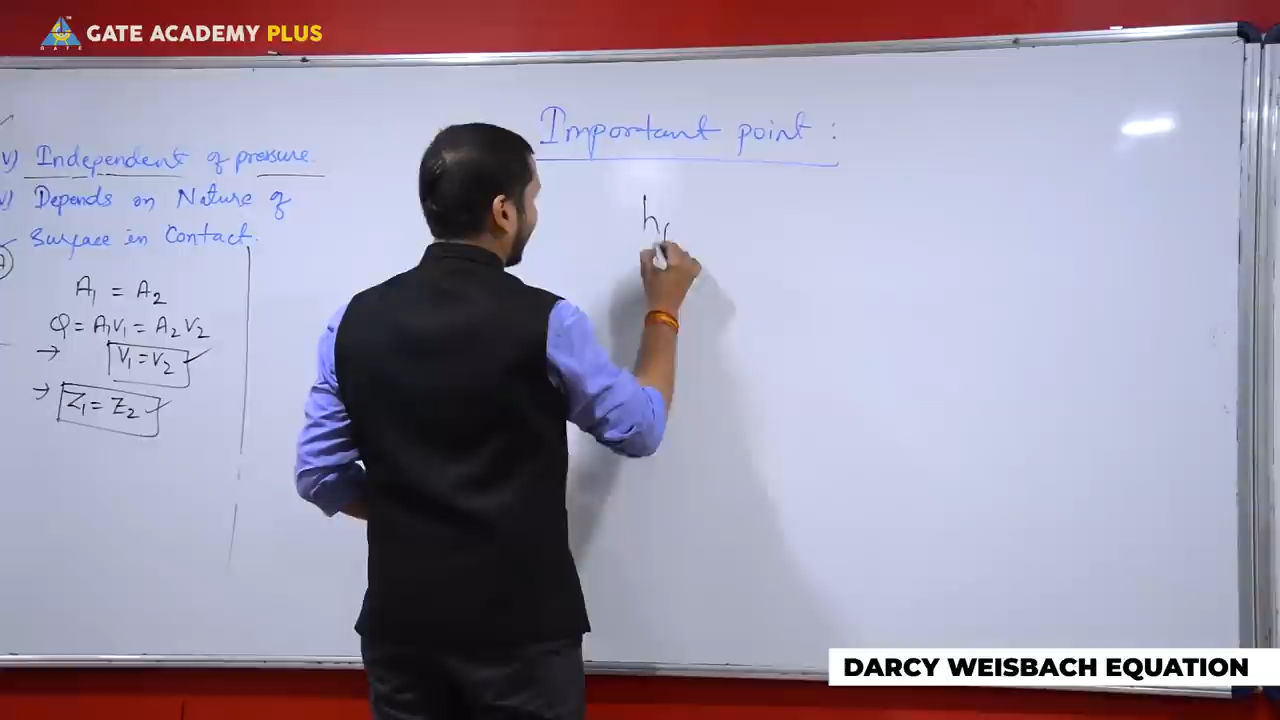 GATE ACADEMY PLUS
GATE
Important point :
h
v) Independent of pressure.
v) Depends on Nature of
Surface in Contact.
A₁ = A₂
Q = A₁V₁ = A₂V₂
→ V₁ = V₂
→ Z₁ = Z₂
DARCY WEISBACH EQUATION